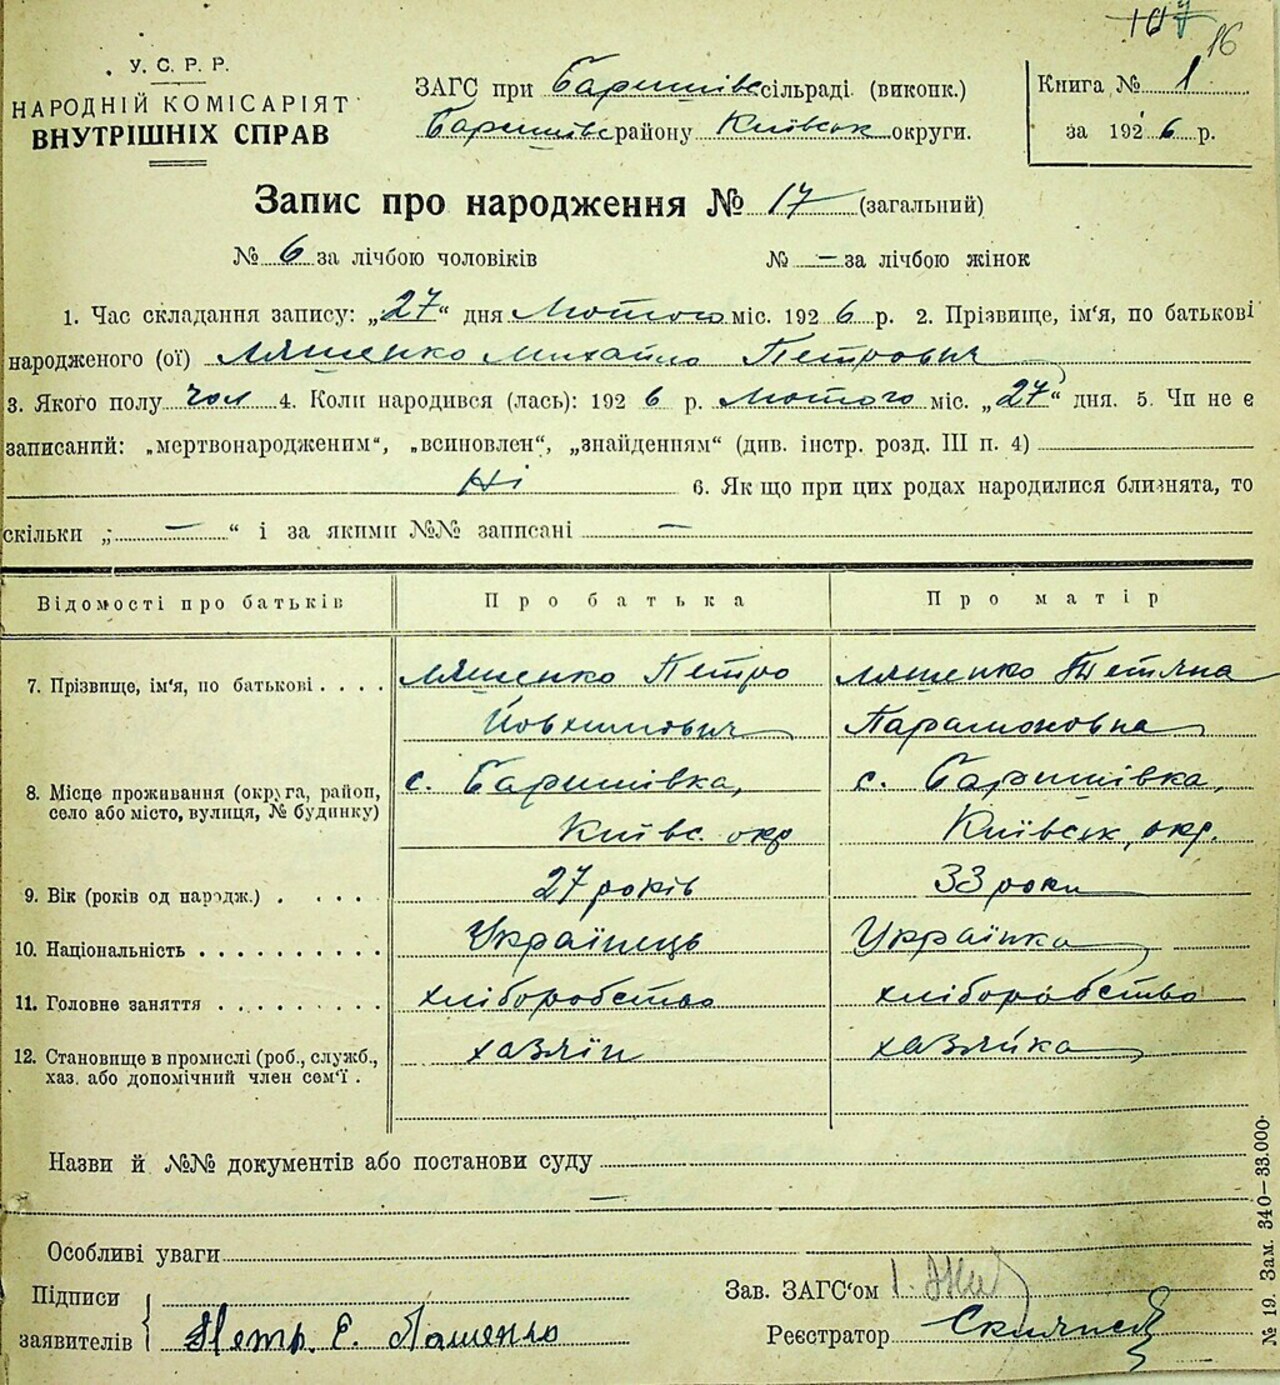 107 16
У. С. Р. Р.
НАРОДНІЙ КОМІСАРІЯТ
ВНУТРІШНІХ СПРАВ
ЗАГС при Баришівс сільраді (виконк.)
Баришівс району Київськ округи.
Книга № 1
за 1926 р.
Запис про народження № 17 (загальний)
№ 6 за лічбою чоловіків № — за лічбою жінок
1. Час складання запису: „27“ дня Лютого міс. 1926 р. 2. Прізвище, ім'я, по батькові
народженого (ої) Ляшенко Михайло Петрович
3. Якого полу чол 4. Коли народився (лась): 1926 р. Лютого міс. „27“ дня. 5. Чи не є
записаний: „мертвонародженим“, „всиновлен“, „знайденням“ (див. інстр. розд. III п. 4)
Ні 6. Як що при цих родах народилися близнята, то
скільки „ — “ і за якими №№ записані —
Відомості про батьків Про батька Про матір
7. Прізвище, ім'я, по батькові . . . . Ляшенко Петро Ляшенко Тетяна
Йовхимович Парамоновна
8. Місце проживання (округа, район, с. Баришівка, с. Баришівка,
село або місто, вулиця, № будинку) Київс. окр Київськ, окр.
9. Вік (років од народж.) . . . . 27 років 33 роки
10. Національність . . . . . . . . . . Українець Українка
11. Головне заняття . . . . . . . . . хліборобство хліборобство
12. Становище в промислі (роб., служб., хазяїн хазяйка
хаз. або допомічний член сем'ї .
Назви й №№ документів або постанови суду
—
Особливі уваги
Підписи
заявителів Петр. Е. Лашенко
Зав. ЗАГС'ом
Реєстратор
№ 19. Зам. 340—33.000.